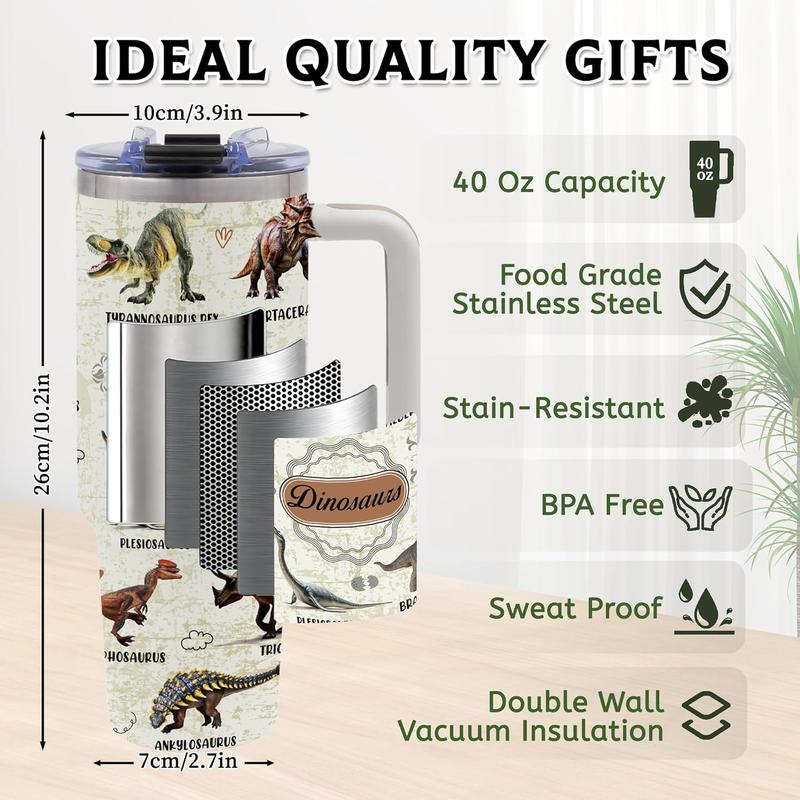 IDEAL QUALITY GIFTS
10cm/3.9in
40 Oz Capacity
40
OZ
Food Grade
Stainless Steel
TYRANNOSAURUS REX
26cm/10.2in
Stain-Resistant
Dinosaurs
BPA Free
Sweat Proof
ANKYLOSAURUS
Double Wall
Vacuum Insulation
7cm/2.7in